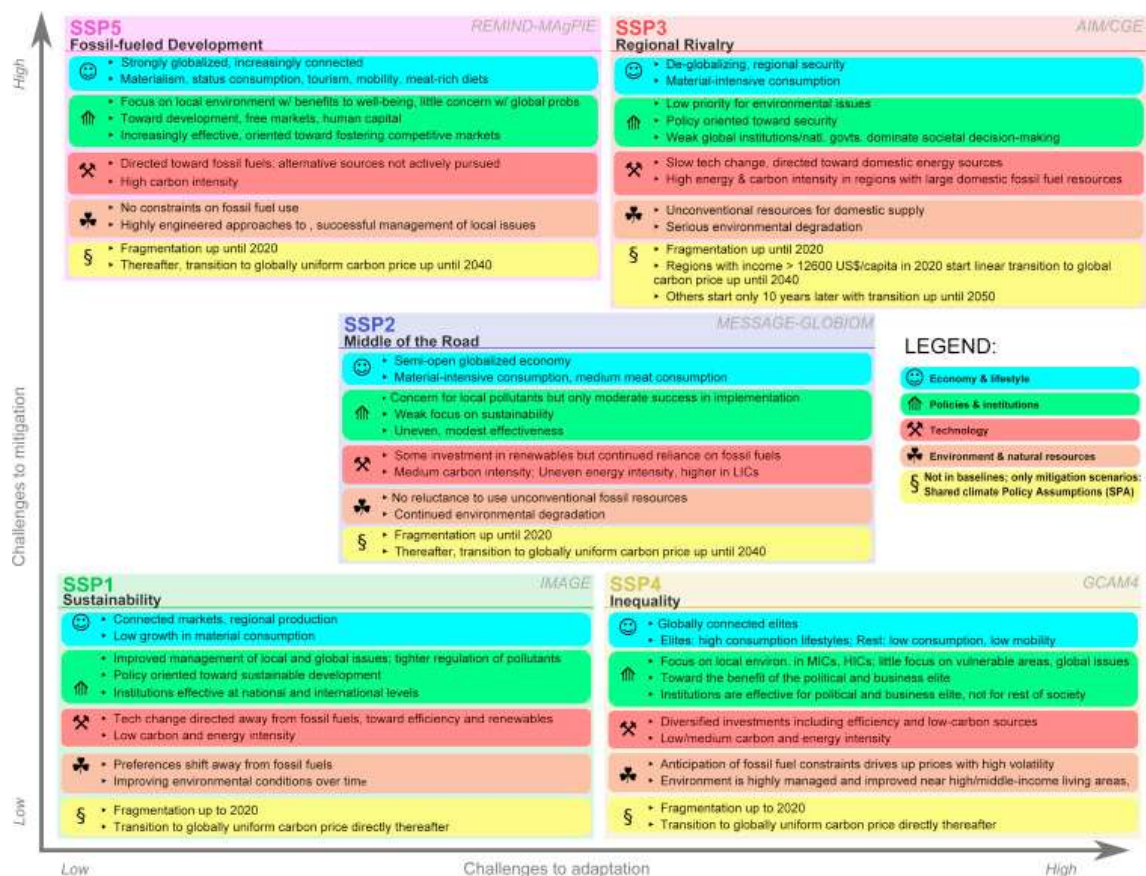 High
Challenges to mitigation
Low
SSP5
REMIND-MAgPIE
Fossil-fueled Development
‣ Strongly globalized, increasingly connected
‣ Materialism, status consumption, tourism, mobility, meat-rich diets
‣ Focus on local environment w/ benefits to well-being, little concern w/ global probs
‣ Toward development, free markets, human capital
‣ Increasingly effective, oriented toward fostering competitive markets
‣ Directed toward fossil fuels; alternative sources not actively pursued
‣ High carbon intensity
‣ No constraints on fossil fuel use
‣ Highly engineered approaches to , successful management of local issues
§
‣ Fragmentation up until 2020
‣ Thereafter, transition to globally uniform carbon price up until 2040
SSP3
AIM/CGE
Regional Rivalry
‣ De-globalizing, regional security
‣ Material-intensive consumption
‣ Low priority for environmental issues
‣ Policy oriented toward security
‣ Weak global institutions/natl. govts. dominate societal decision-making
‣ Slow tech change, directed toward domestic energy sources
‣ High energy & carbon intensity in regions with large domestic fossil fuel resources
‣ Unconventional resources for domestic supply
‣ Serious environmental degradation
§
‣ Fragmentation up until 2020
‣ Regions with income > 12600 US$/capita in 2020 start linear transition to global
carbon price up until 2040
‣ Others start only 10 years later with transition up until 2050
SSP2
MESSAGE-GLOBIOM
Middle of the Road
‣ Semi-open globalized economy
‣ Material-intensive consumption, medium meat consumption
‣ Concern for local pollutants but only moderate success in implementation
‣ Weak focus on sustainability
‣ Uneven, modest effectiveness
‣ Some investment in renewables but continued reliance on fossil fuels
‣ Medium carbon intensity; Uneven energy intensity, higher in LICs
‣ No reluctance to use unconventional fossil resources
‣ Continued environmental degradation
§
‣ Fragmentation up until 2020
‣ Thereafter, transition to globally uniform carbon price up until 2040
LEGEND:
Economy & lifestyle
Policies & institutions
Technology
Environment & natural resources
§
Not in baselines; only mitigation scenarios:
Shared climate Policy Assumptions (SPA)
SSP1
IMAGE
Sustainability
‣ Connected markets, regional production
‣ Low growth in material consumption
‣ Improved management of local and global issues; tighter regulation of pollutants
‣ Policy oriented toward sustainable development
‣ Institutions effective at national and international levels
‣ Tech change directed away from fossil fuels, toward efficiency and renewables
‣ Low carbon and energy intensity
‣ Preferences shift away from fossil fuels
‣ Improving environmental conditions over time
§
‣ Fragmentation up to 2020
‣ Transition to globally uniform carbon price directly thereafter
SSP4
GCAM4
Inequality
‣ Globally connected elites
‣ Elites: high consumption lifestyles; Rest: low consumption, low mobility
‣ Focus on local environ. in MICs, HICs; little focus on vulnerable areas, global issues
‣ Toward the benefit of the political and business elite
‣ Institutions are effective for political and business elite, not for rest of society
‣ Diversified investments including efficiency and low-carbon sources
‣ Low/medium carbon and energy intensity
‣ Anticipation of fossil fuel constraints drives up prices with high volatility
‣ Environment is highly managed and improved near high/middle-income living areas,
§
‣ Fragmentation up to 2020
‣ Transition to globally uniform carbon price directly thereafter
Low
Challenges to adaptation
High